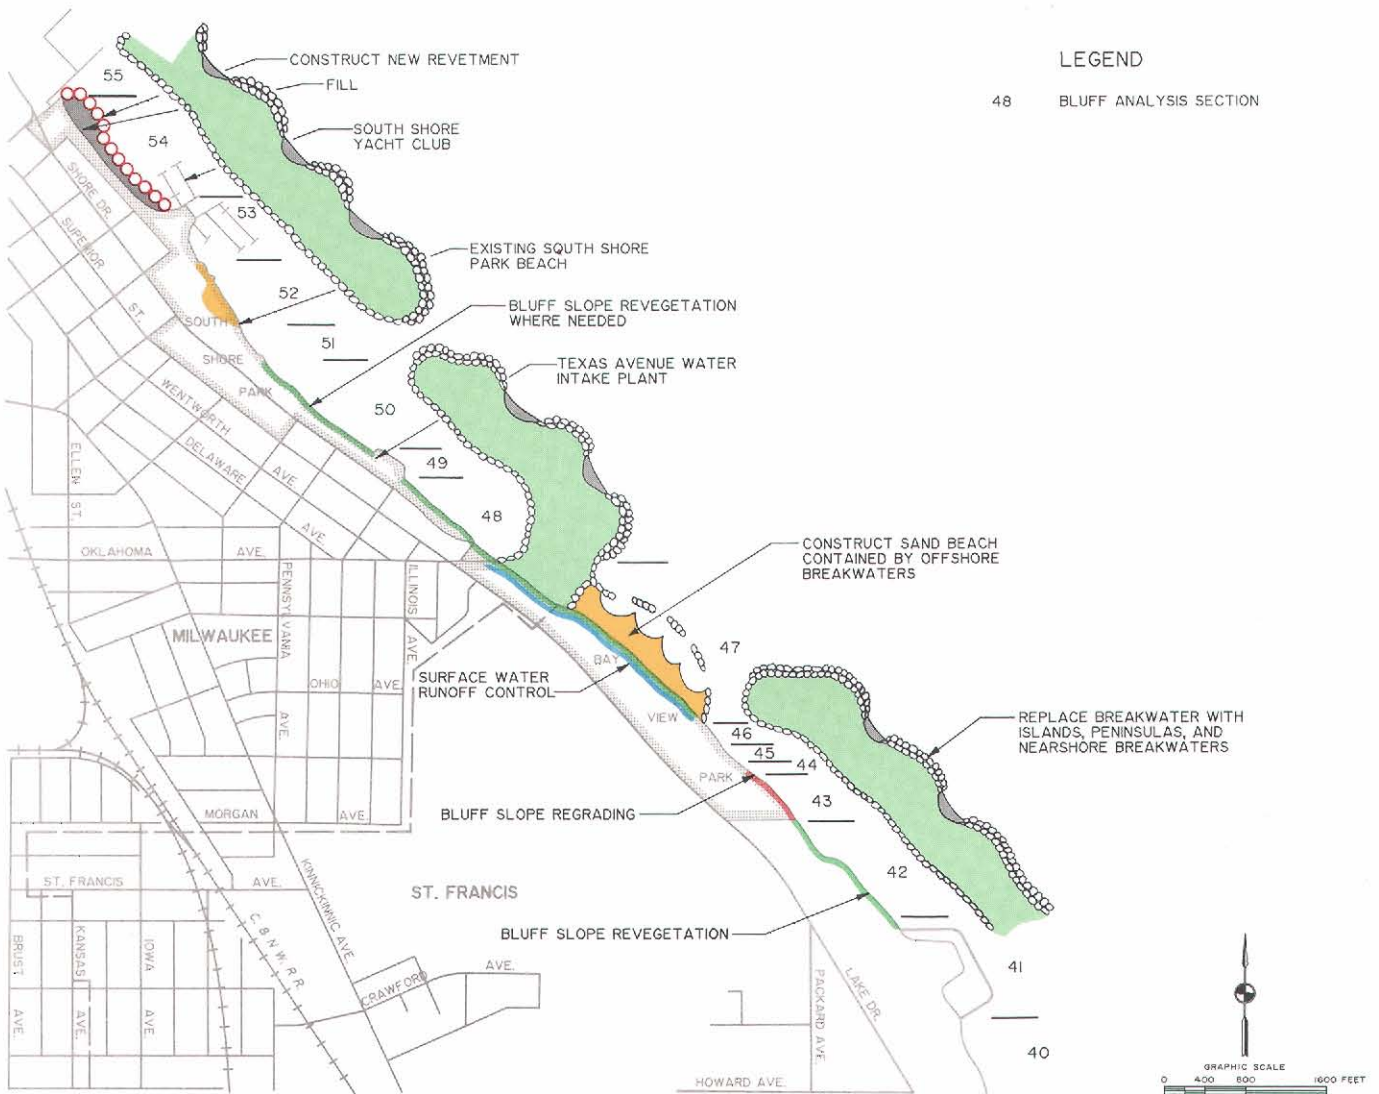 LEGEND
48 BLUFF ANALYSIS SECTION
CONSTRUCT NEW REVETMENT
FILL
SOUTH SHORE
YACHT CLUB
EXISTING SOUTH SHORE
PARK BEACH
BLUFF SLOPE REVEGETATION
WHERE NEEDED
TEXAS AVENUE WATER
INTAKE PLANT
CONSTRUCT SAND BEACH
CONTAINED BY OFFSHORE
BREAKWATERS
SURFACE WATER
RUNOFF CONTROL
REPLACE BREAKWATER WITH
ISLANDS, PENINSULAS, AND
NEARSHORE BREAKWATERS
BLUFF SLOPE REGRADING
BLUFF SLOPE REVEGETATION
55
54
53
52
51
50
49
48
47
46
45
44
43
42
41
40
SHORE DR.
SUPERIOR
ST.
SOUTH
SHORE
PARK
WENTWORTH
AVE.
DELAWARE
AVE.
ELLEN ST.
OKLAHOMA AVE.
PENNSYLVANIA
AVE.
ILLINOIS
AVE.
MILWAUKEE
OHIO AVE.
BAY
VIEW
PARK
MORGAN AVE.
ST. FRANCIS AVE.
KINNICKINNIC AVE.
ST. FRANCIS
C. & N.W. R.R.
CRAWFORD AVE.
BRUST
AVE.
KANSAS
AVE.
IOWA
AVE.
PACKARD AVE.
LAKE DR.
HOWARD AVE.
GRAPHIC SCALE
0 400 800 1600 FEET